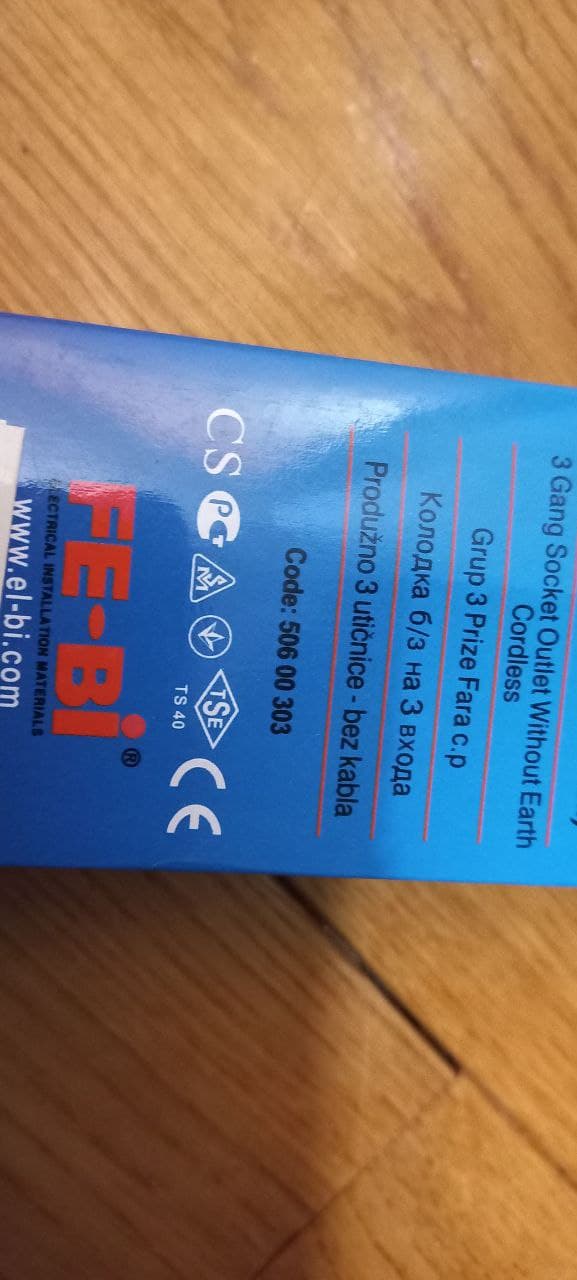 3 Gang Socket Outlet Without Earth
Cordless
Grup 3 Prize Fara c.p
Колодка б/з на 3 входа
Produžno 3 utičnice - bez kabla
Code: 506 00 303
CS PG TSE CE
TS 40
FE-Bi®
ELECTRICAL INSTALLATION MATERIALS
www.el-bi.com